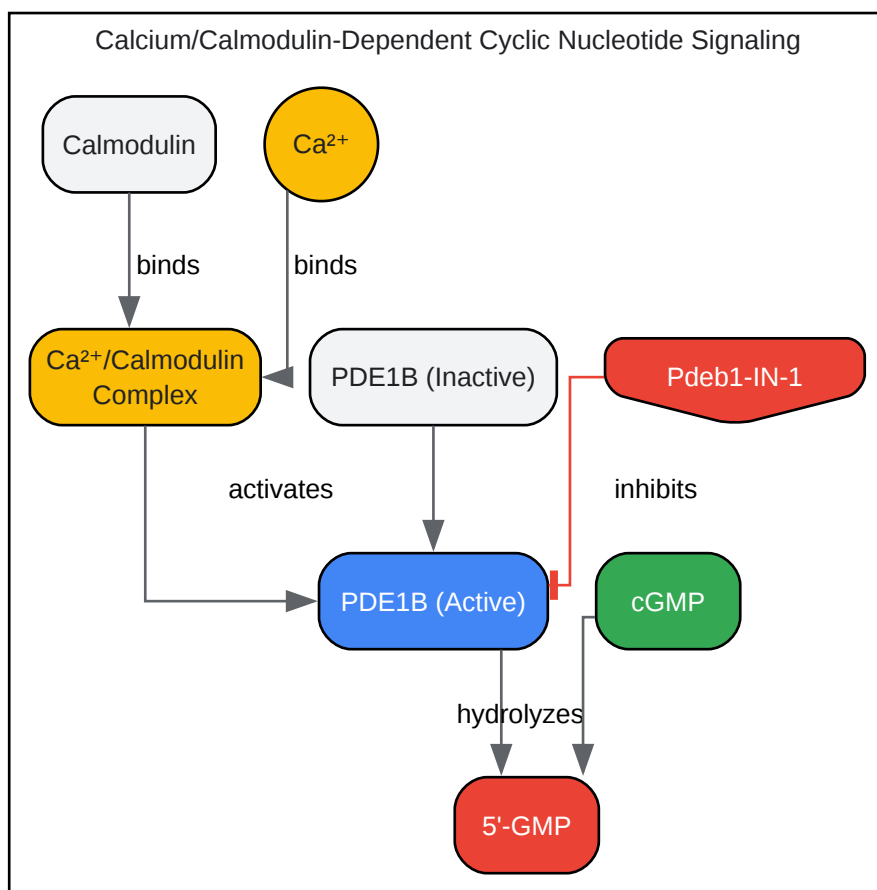 Calcium/Calmodulin-Dependent Cyclic Nucleotide Signaling
Calmodulin
Ca²⁺
binds
binds
Ca²⁺/Calmodulin
Complex
PDE1B (Inactive)
Pdeb1-IN-1
activates
inhibits
PDE1B (Active)
cGMP
hydrolyzes
5'-GMP